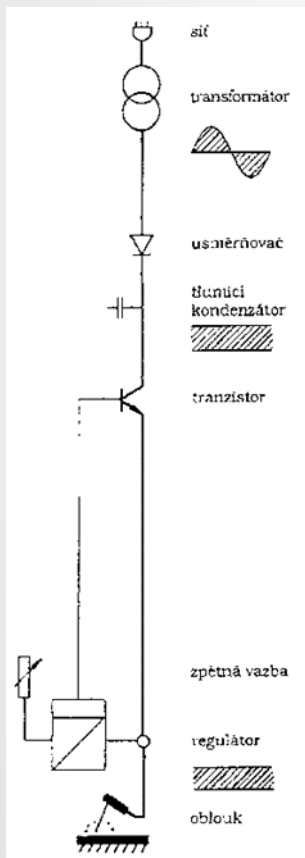 síť
transformátor
usměrňovač
tlumící
kondenzátor
tranzistor
zpětná vazba
regulátor
oblouk